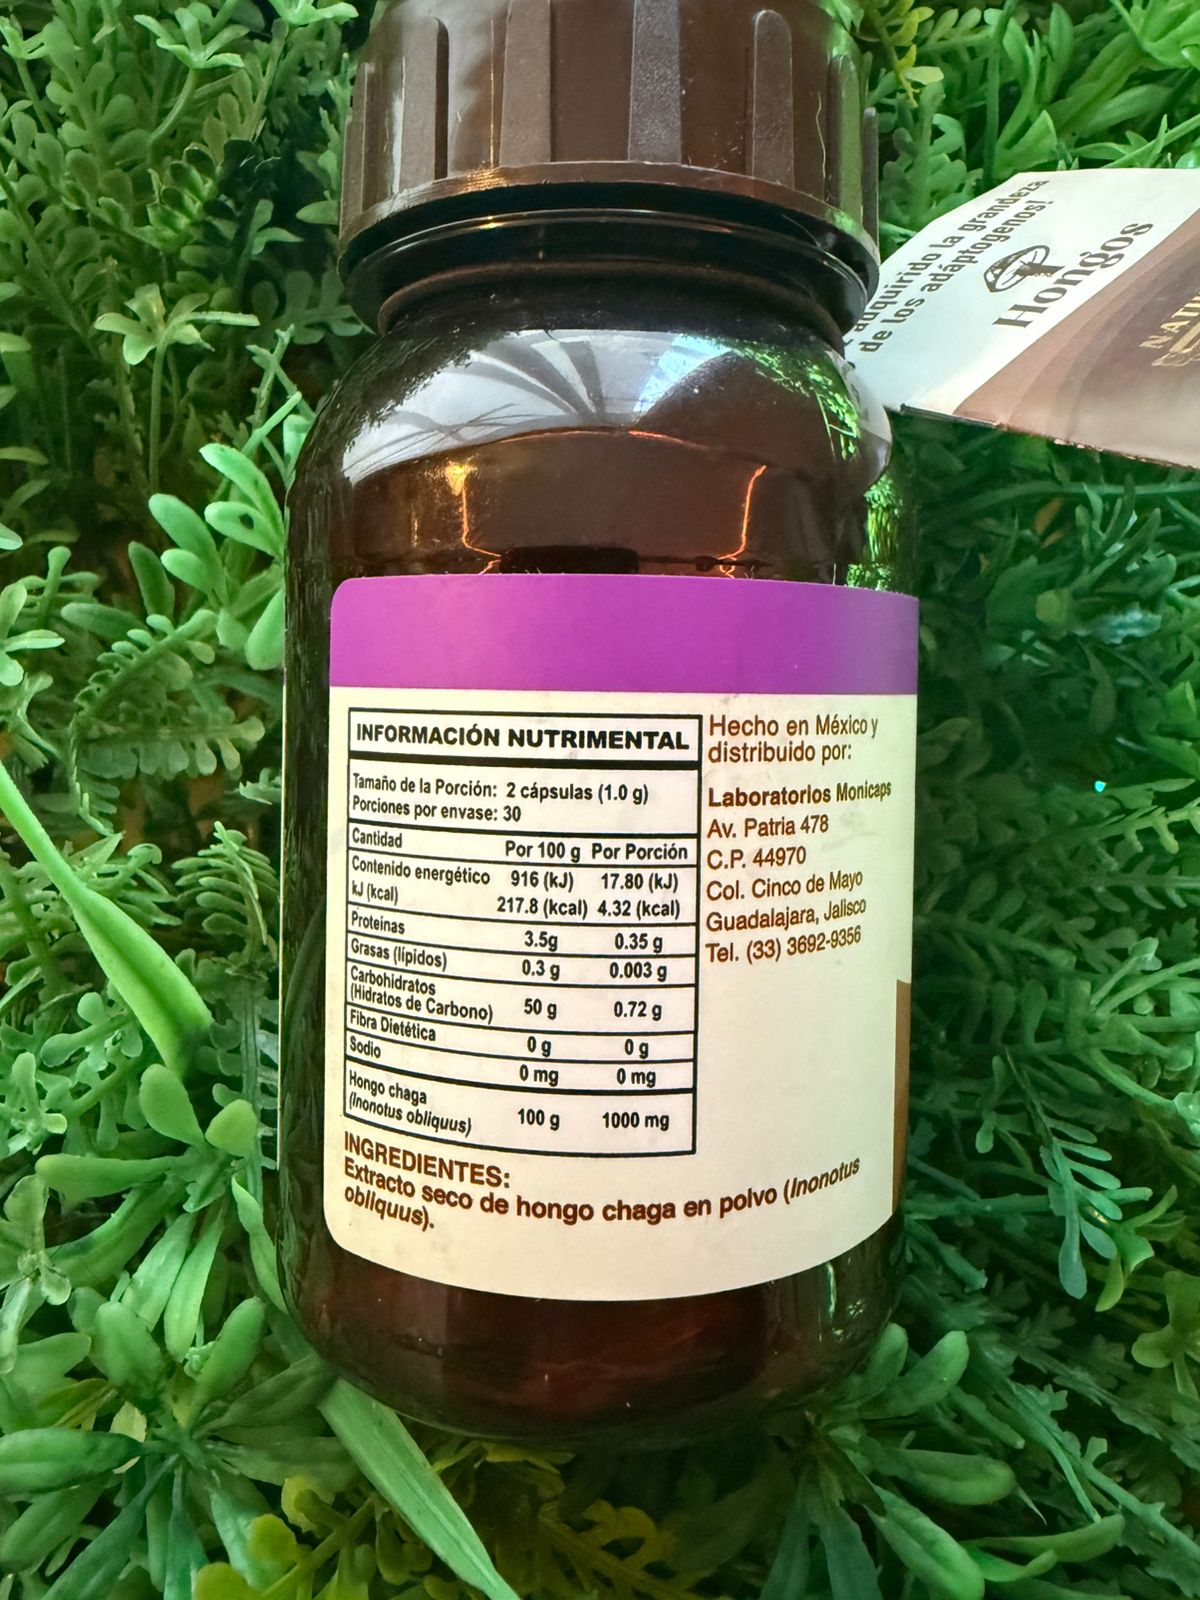 adquirido la grandeza
de los adaptogenos!
Hongos
INFORMACIÓN NUTRIMENTAL
Tamaño de la Porción: 2 cápsulas (1.0 g)
Porciones por envase: 30
Cantidad Por 100 g Por Porción
Contenido energético 916 (kJ) 17.80 (kJ)
kJ (kcal) 217.8 (kcal) 4.32 (kcal)
Proteínas 3.5g 0.35 g
Grasas (lípidos) 0.3 g 0.003 g
Carbohidratos
(Hidratos de Carbono) 50 g 0.72 g
Fibra Dietética 0 g 0 g
Sodio 0 mg 0 mg
Hongo chaga
(Inonotus obliquus) 100 g 1000 mg
INGREDIENTES:
Extracto seco de hongo chaga en polvo (Inonotus
obliquus).
Hecho en México y
distribuido por:
Laboratorios Monicaps
Av. Patria 478
C.P. 44970
Col. Cinco de Mayo
Guadalajara, Jalisco
Tel. (33) 3692-9356